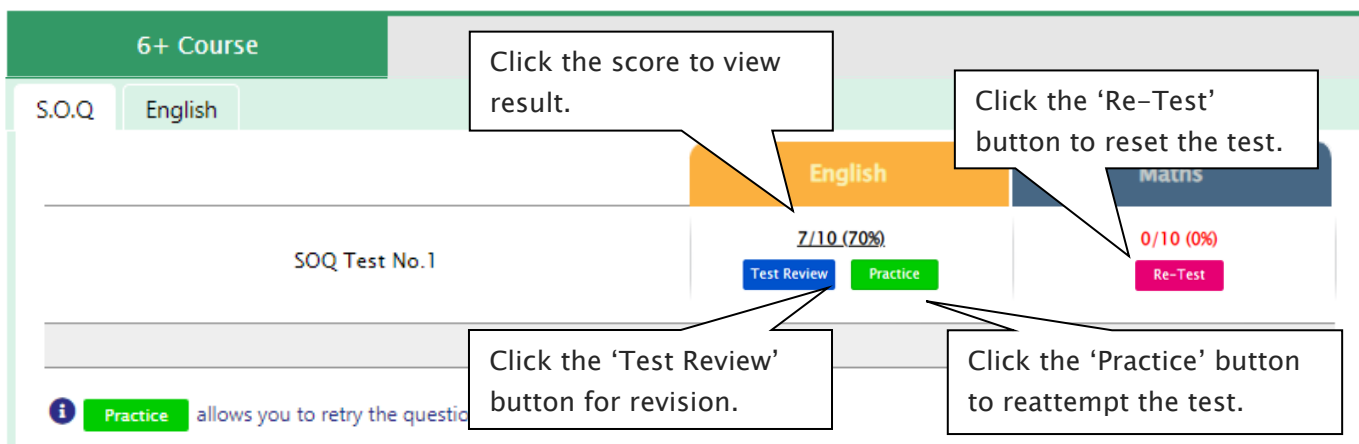 6+ Course
Click the score to view
result.
Click the ‘Re-Test’
button to reset the test.
S.O.Q
English
English
Maths
SOQ Test No.1
7/10 (70%)
Test Review
Practice
0/10 (0%)
Re-Test
Click the ‘Test Review’
button for revision.
Click the ‘Practice’ button
to reattempt the test.
Practice allows you to retry the